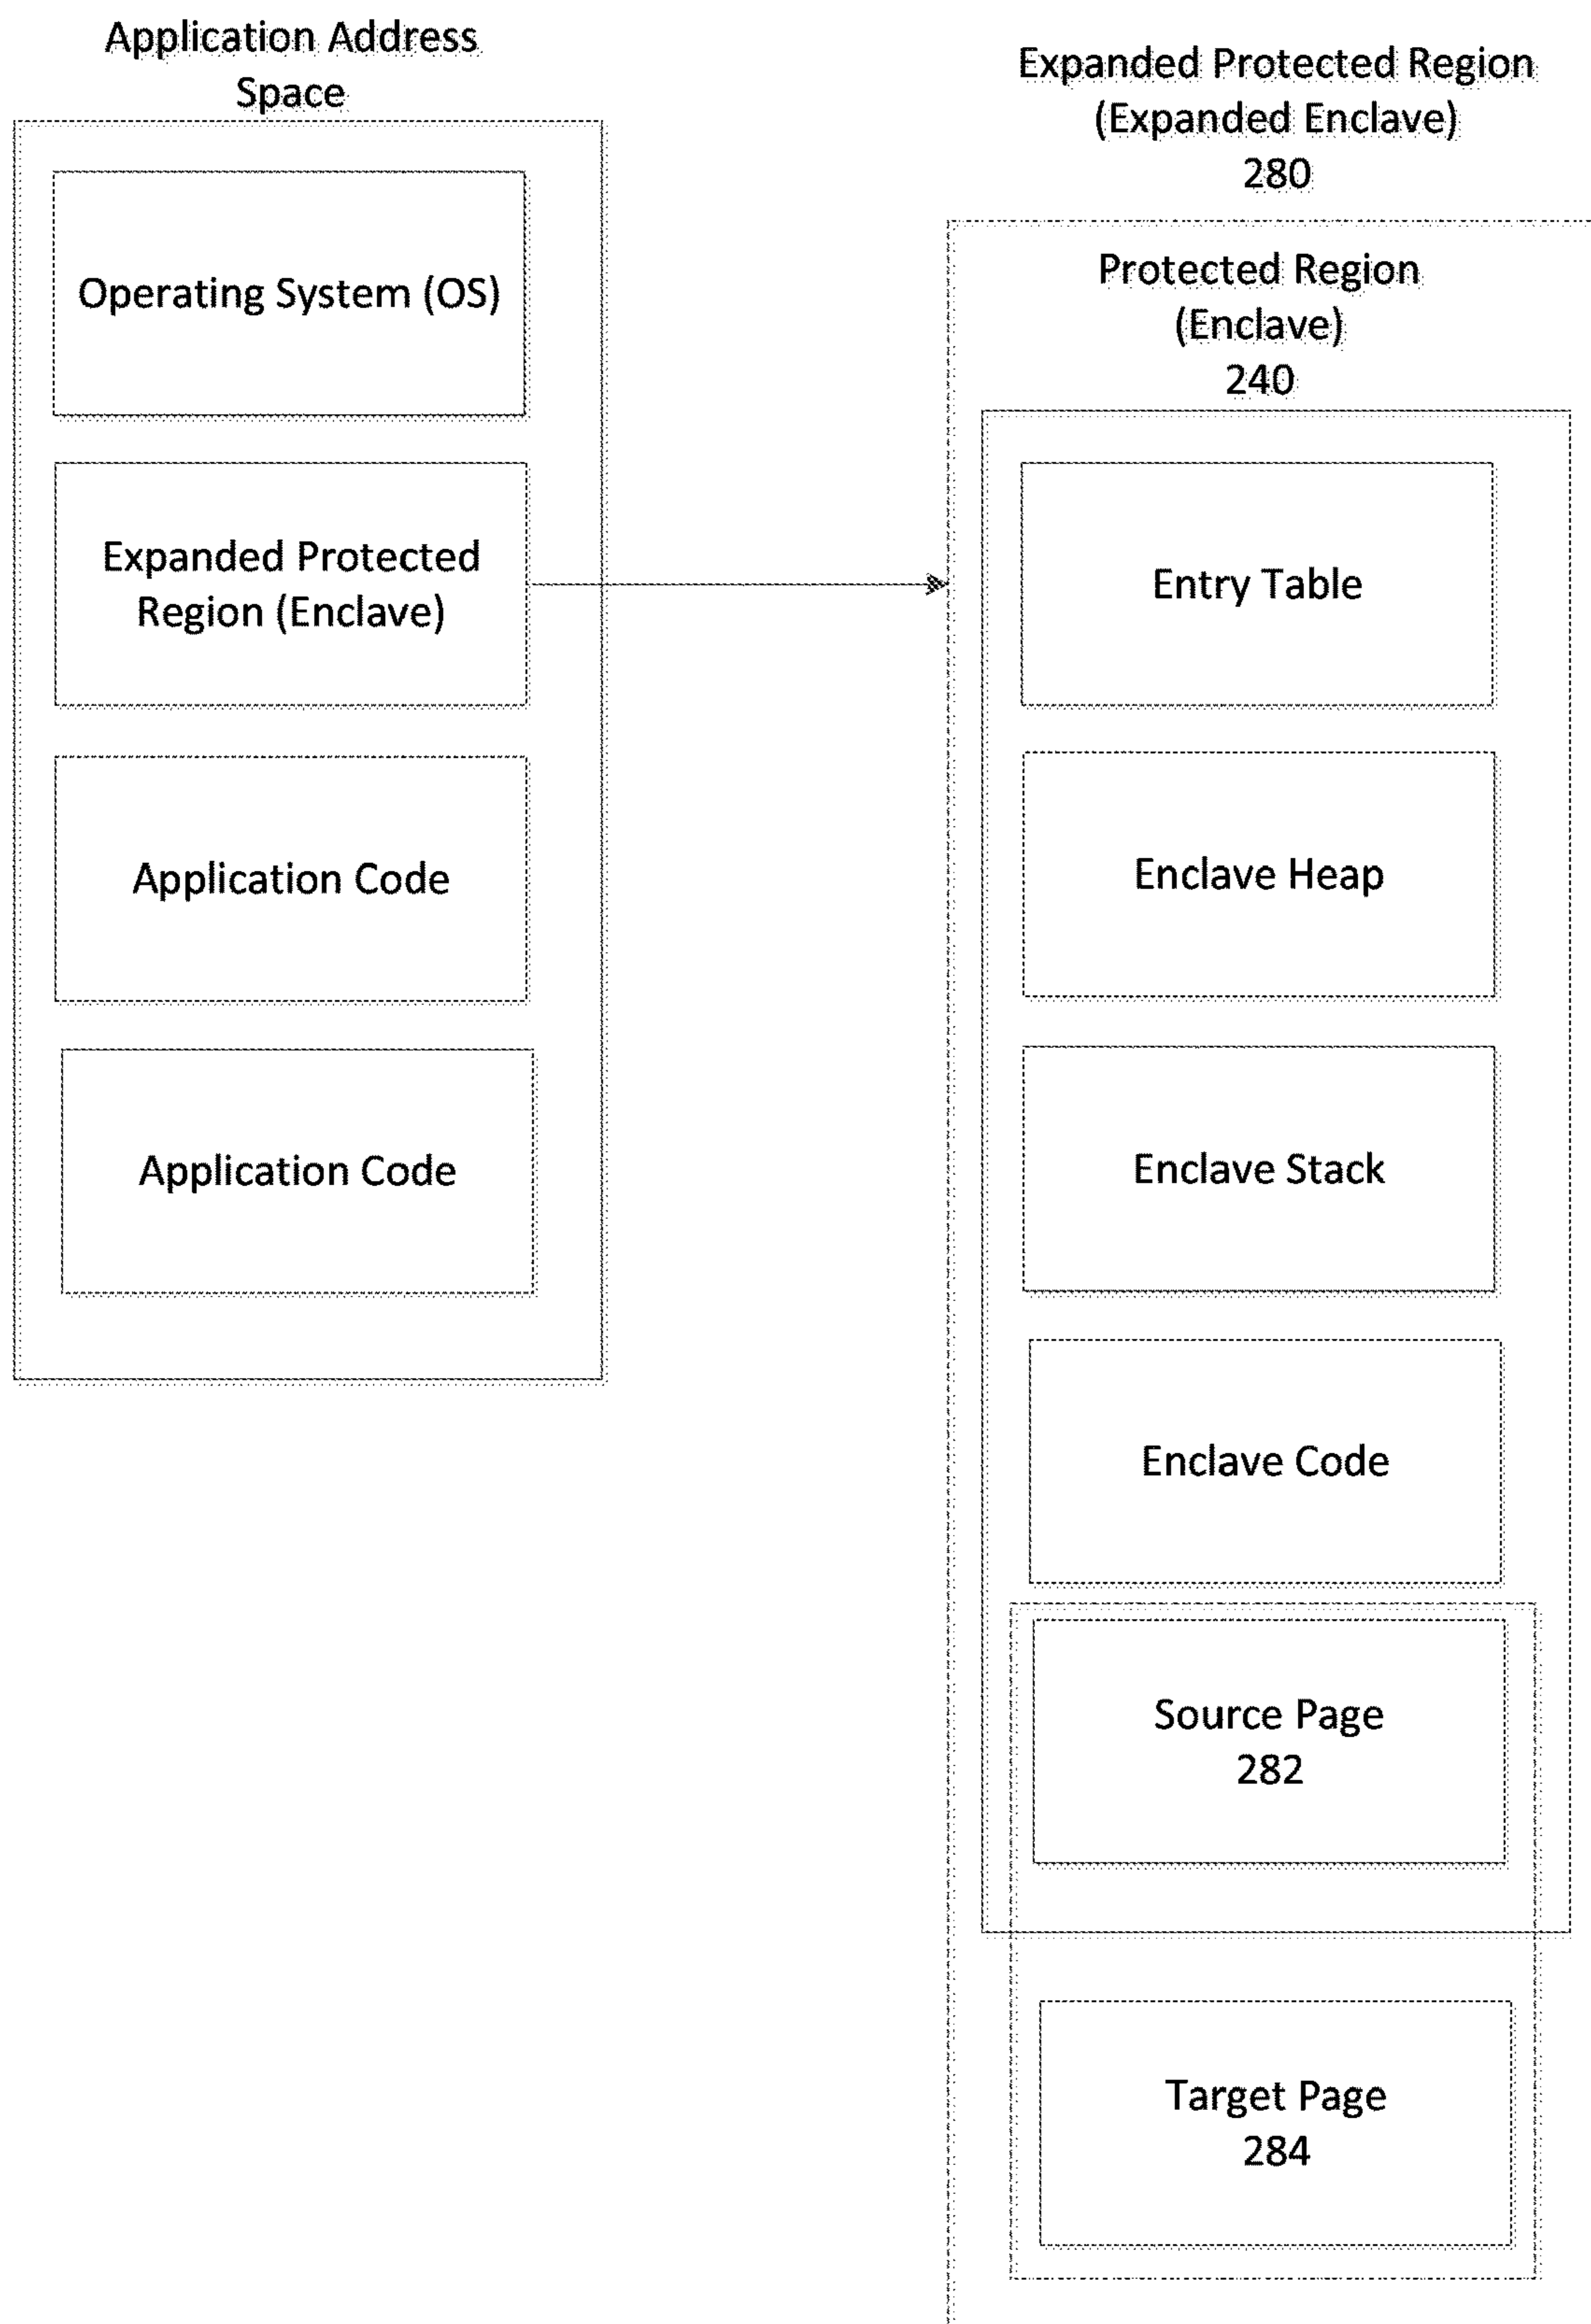 Application Address
Space
Operating System (OS)
Expanded Protected
Region (Enclave)
Application Code
Application Code
Expanded Protected Region
(Expanded Enclave)
280
Protected Region
(Enclave)
240
Entry Table
Enclave Heap
Enclave Stack
Enclave Code
Source Page
282
Target Page
284